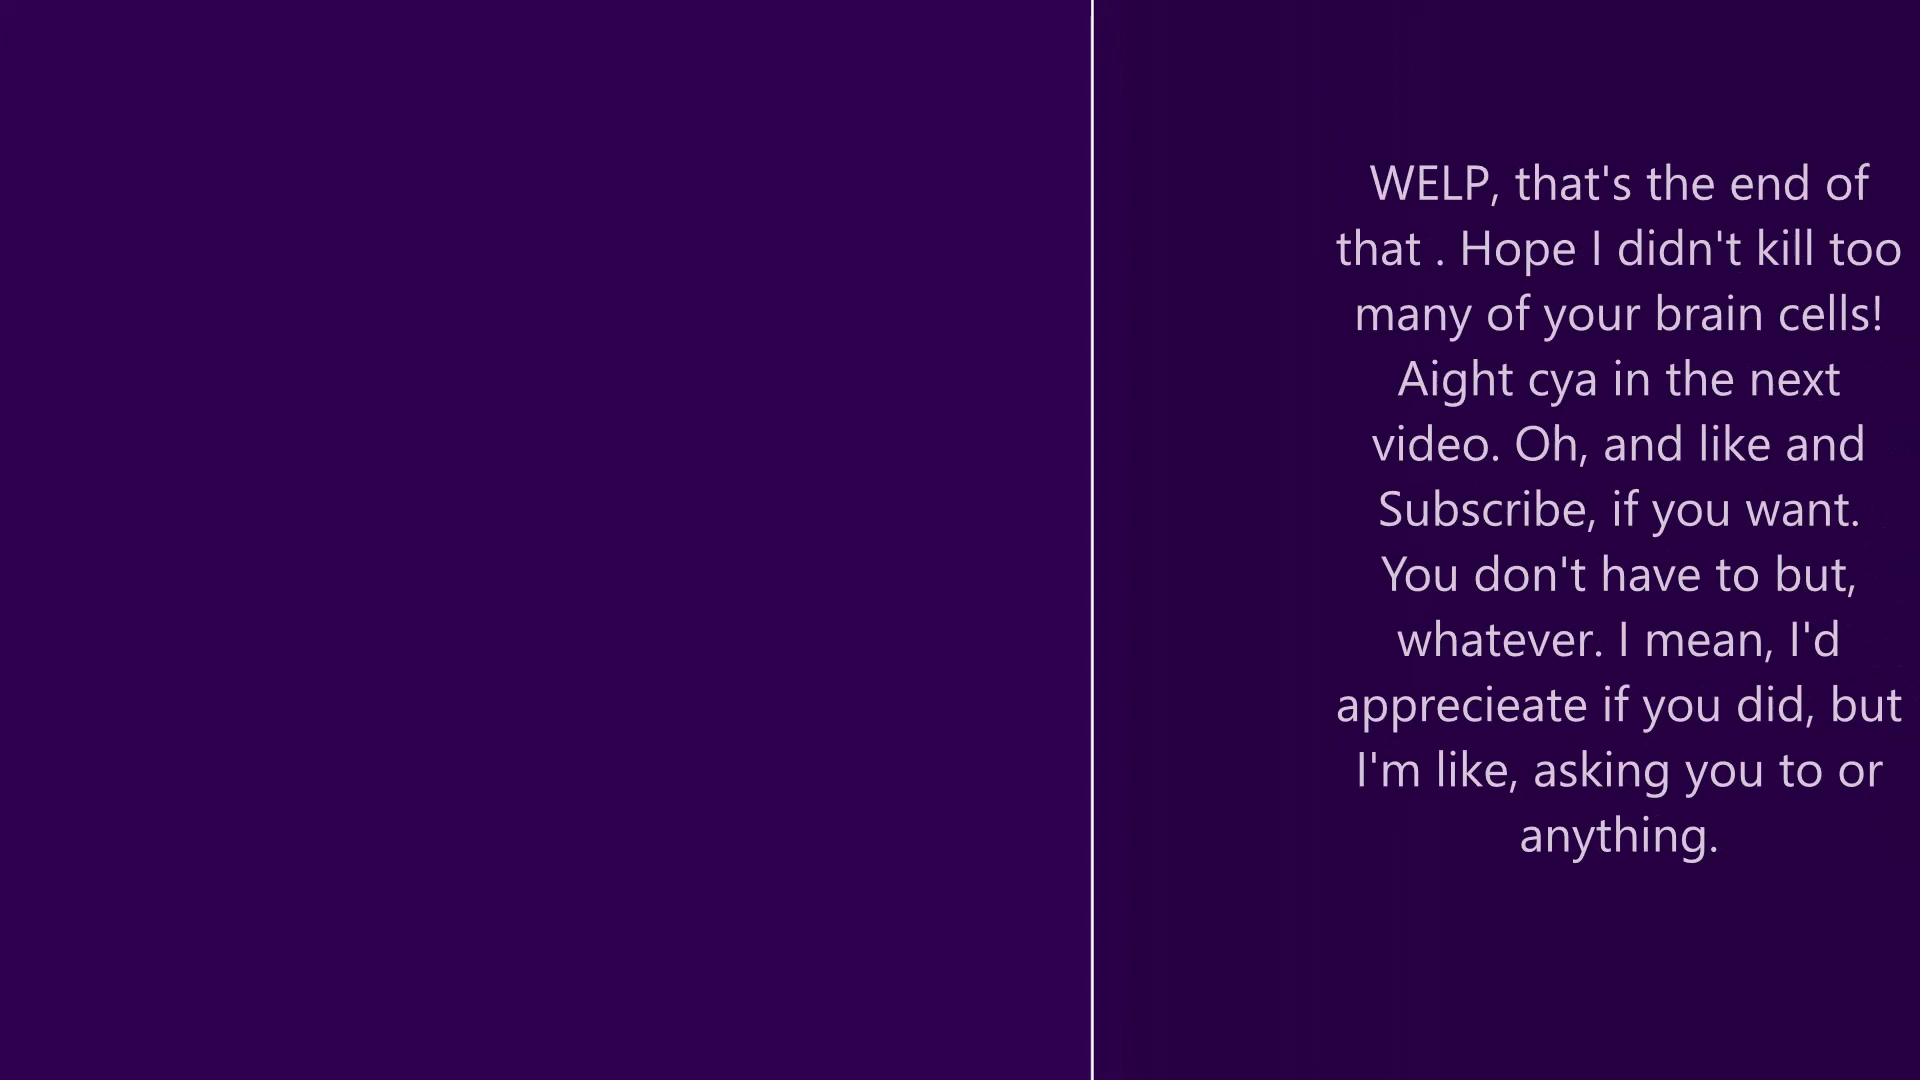 WELP, that's the end of
that . Hope I didn't kill too
many of your brain cells!
Aight cya in the next
video. Oh, and like and
Subscribe, if you want.
You don't have to but,
whatever. I mean, I'd
apprecieate if you did, but
I'm like, asking you to or
anything.